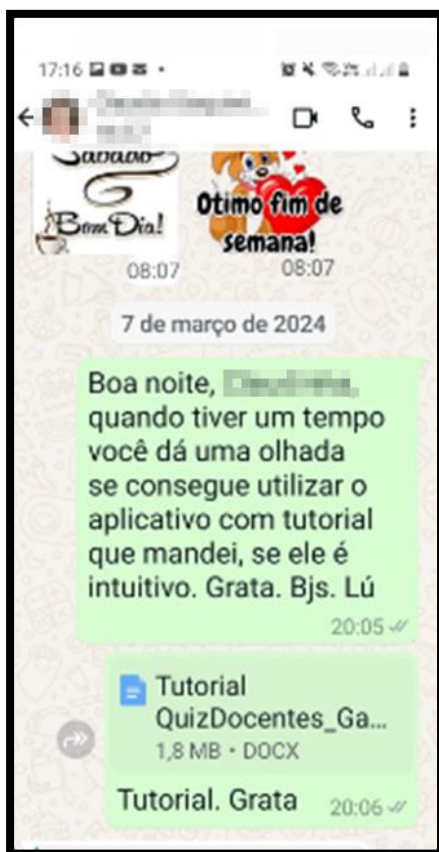 17:16
Sábado
Bom Dia!
Otimo fim de
semana!
08:07
08:07
7 de março de 2024
Boa noite,
quando tiver um tempo
você dá uma olhada
se consegue utilizar o
aplicativo com tutorial
que mandei, se ele é
intuitivo. Grata. Bjs. Lú
20:05
Tutorial
QuizDocentes_Ga...
1,8 MB • DOCX
Tutorial. Grata
20:06